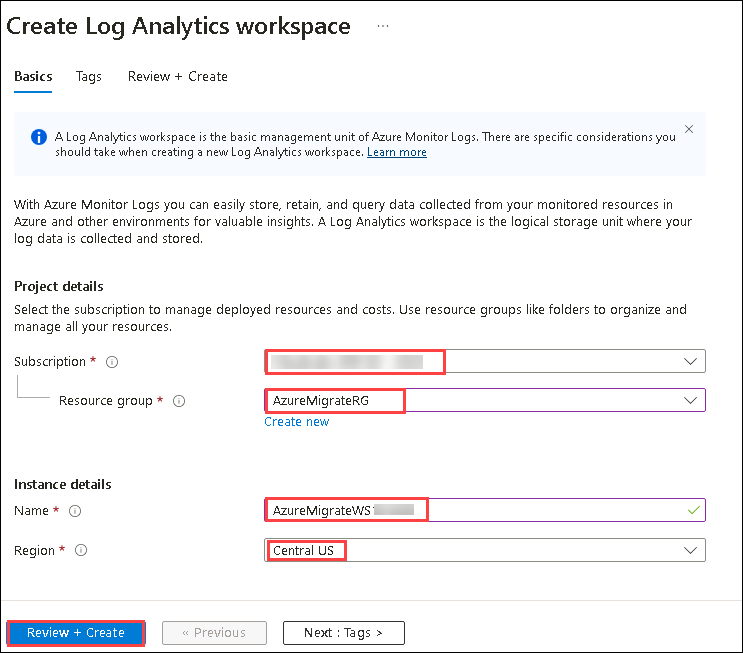 Create Log Analytics workspace ...
Basics Tags Review + Create
A Log Analytics workspace is the basic management unit of Azure Monitor Logs. There are specific considerations you
should take when creating a new Log Analytics workspace. Learn more
With Azure Monitor Logs you can easily store, retain, and query data collected from your monitored resources in
Azure and other environments for valuable insights. A Log Analytics workspace is the logical storage unit where your
log data is collected and stored.
Project details
Select the subscription to manage deployed resources and costs. Use resource groups like folders to organize and
manage all your resources.
Subscription *
Resource group * AzureMigrateRG
Create new
Instance details
Name * AzureMigrateWS
Region * Central US
Review + Create « Previous Next : Tags >